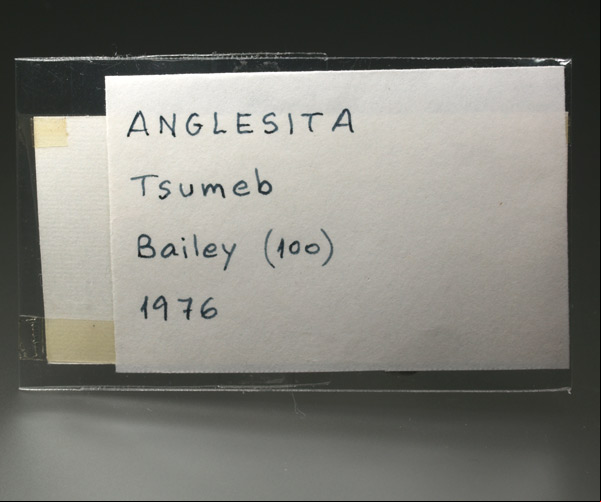 ANGLESITA
Tsumeb
Bailey (100)
1976